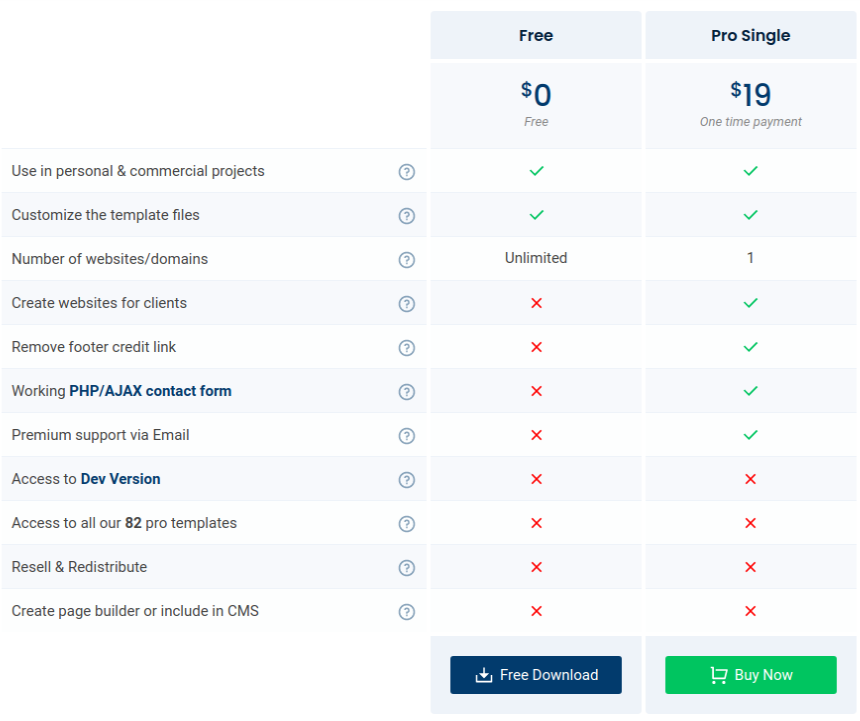 Free Pro Single
$0 $19
Free One time payment
Use in personal & commercial projects ?
Customize the template files ?
Number of websites/domains ? Unlimited 1
Create websites for clients ?
Remove footer credit link ?
Working PHP/AJAX contact form ?
Premium support via Email ?
Access to Dev Version ?
Access to all our 82 pro templates ?
Resell & Redistribute ?
Create page builder or include in CMS ?
Free Download Buy Now